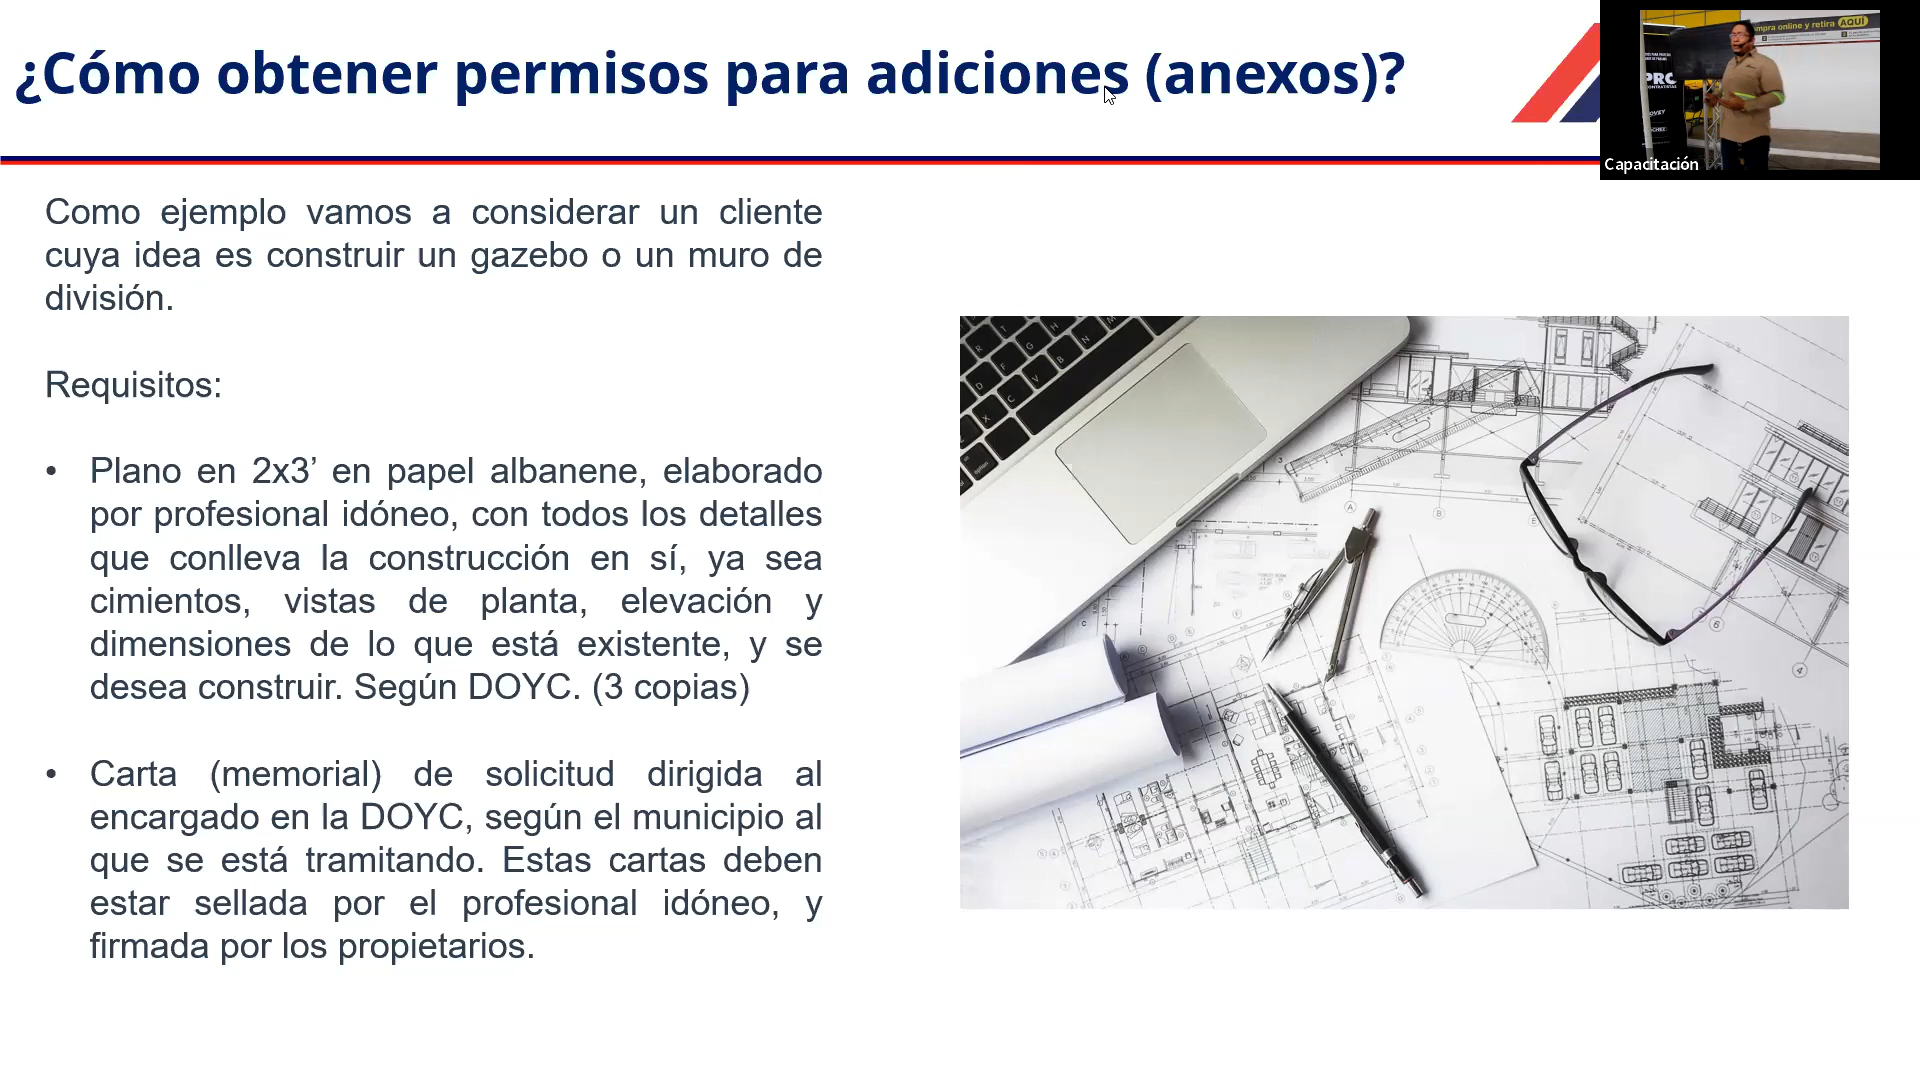 ¿Cómo obtener permisos para adiciones (anexos)?
mpra online y retira AQUÍ
PRO
CONTRATISTAS
Capacitación
Como ejemplo vamos a considerar un cliente
cuya idea es construir un gazebo o un muro de
división.
Requisitos:
• Plano en 2x3’ en papel albanene, elaborado
por profesional idóneo, con todos los detalles
que conlleva la construcción en sí, ya sea
cimientos, vistas de planta, elevación y
dimensiones de lo que está existente, y se
desea construir. Según DOYC. (3 copias)
• Carta (memorial) de solicitud dirigida al
encargado en la DOYC, según el municipio al
que se está tramitando. Estas cartas deben
estar sellada por el profesional idóneo, y
firmada por los propietarios.